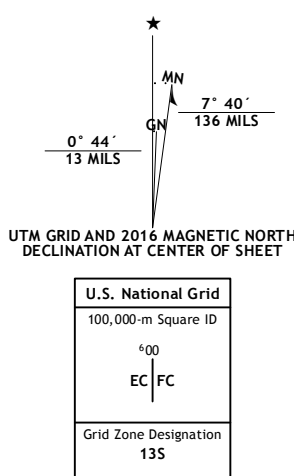 ★
MN
GN
7° 40´
136 MILS
0° 44´
13 MILS
UTM GRID AND 2016 MAGNETIC NORTH
DECLINATION AT CENTER OF SHEET
U.S. National Grid
100,000-m Square ID
⁶00
EC FC
Grid Zone Designation
13S